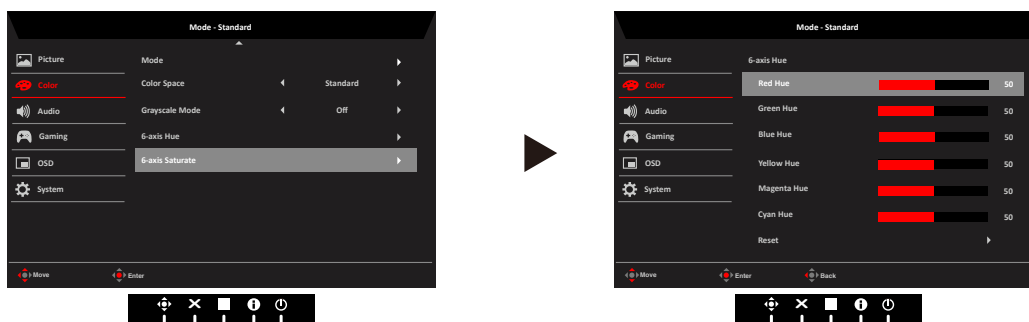 Mode - Standard
Picture
Color
Audio
Gaming
OSD
System
Mode
Color Space Standard
Grayscale Mode Off
6-axis Hue
6-axis Saturate
Move Enter
Mode - Standard
Picture
Color
Audio
Gaming
OSD
System
6-axis Hue
Red Hue 50
Green Hue 50
Blue Hue 50
Yellow Hue 50
Magenta Hue 50
Cyan Hue 50
Reset
Move Enter Back